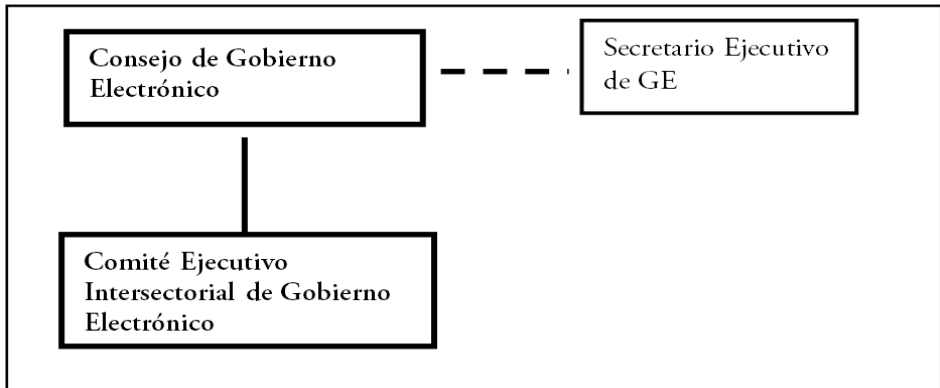 Consejo de Gobierno
Electrónico
Secretario Ejecutivo
de GE
Comité Ejecutivo
Intersectorial de Gobierno
Electrónico